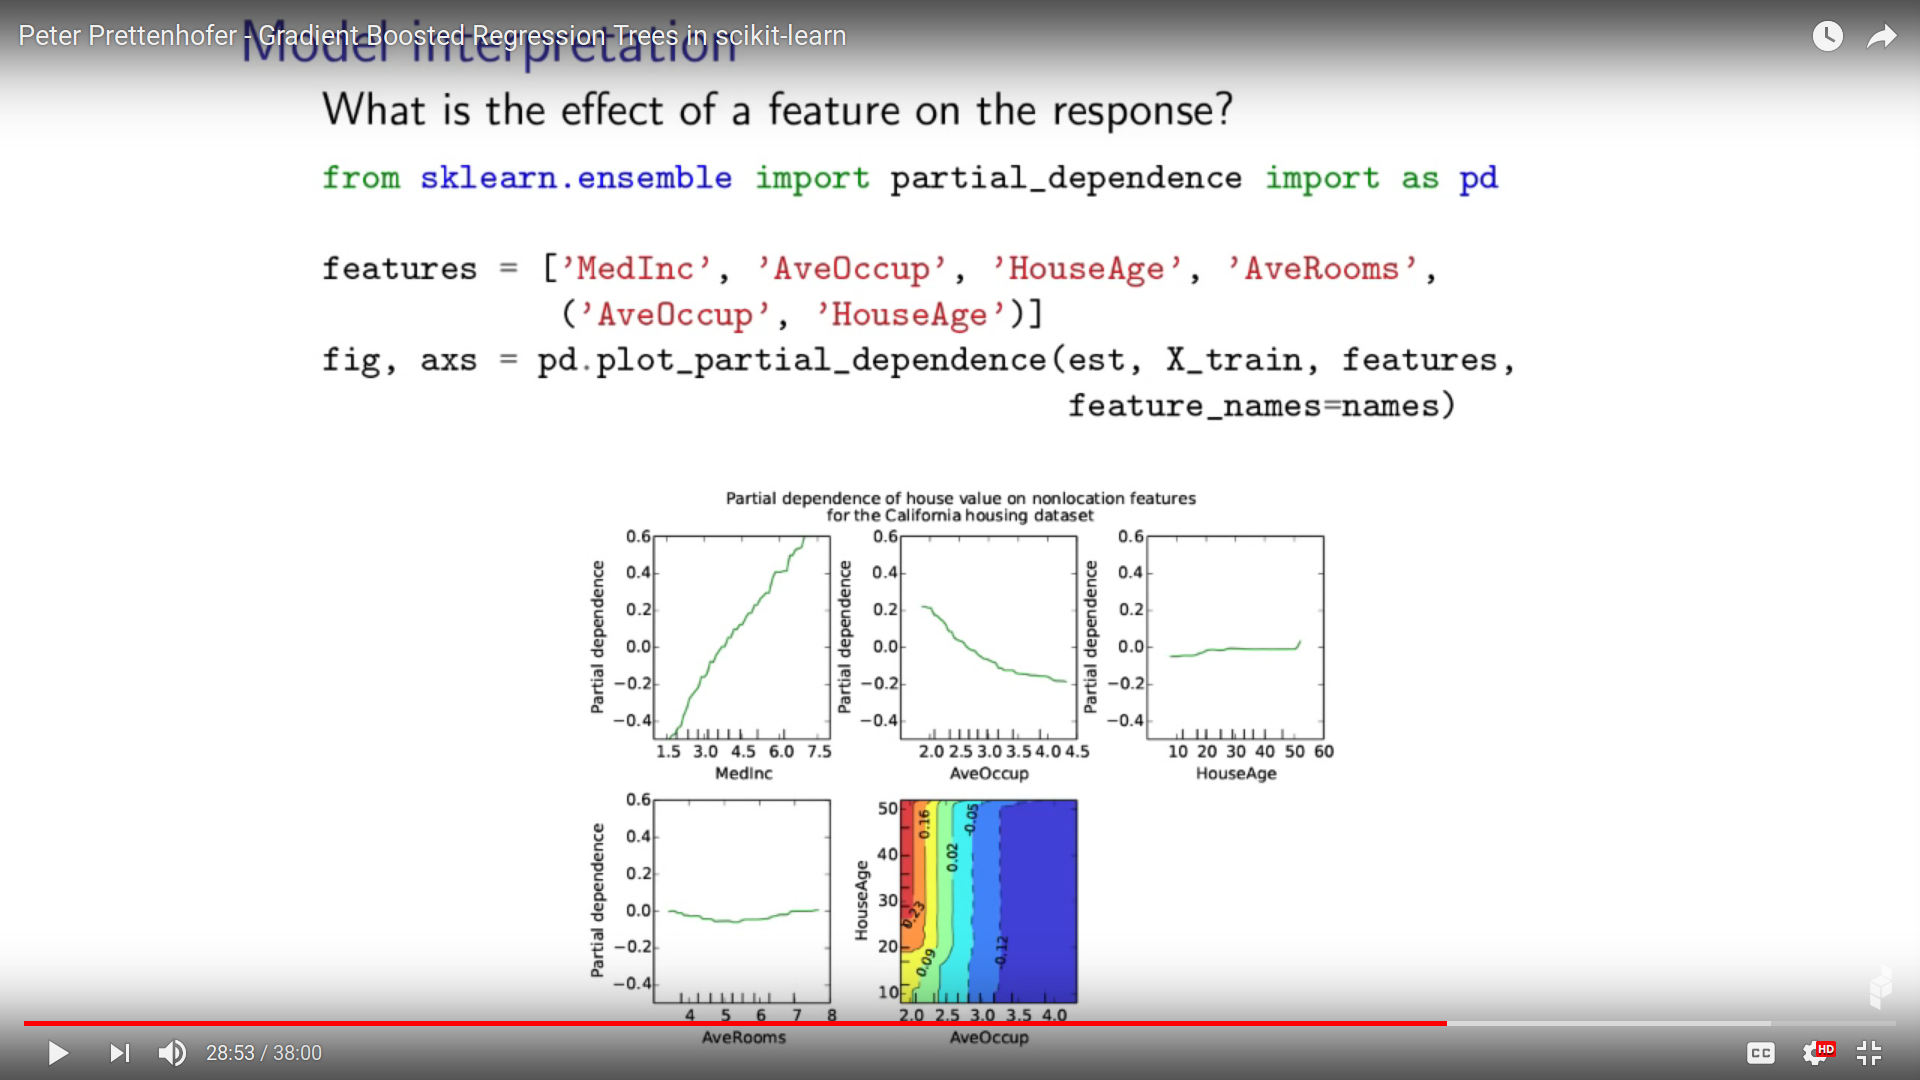 Peter Prettenhofer - Gradient Boosted Regression Trees in scikit-learn
Model interpretation
What is the effect of a feature on the response?
from sklearn.ensemble import partial_dependence import as pd
features = ['MedInc', 'AveOccup', 'HouseAge', 'AveRooms',
('AveOccup', 'HouseAge')]
fig, axs = pd.plot_partial_dependence(est, X_train, features,
feature_names=names)
Partial dependence of house value on nonlocation features
for the California housing dataset
Partial dependence
0.6
0.4
0.2
0.0
−0.2
−0.4
1.5 3.0 4.5 6.0 7.5
MedInc
Partial dependence
0.6
0.4
0.2
0.0
−0.2
−0.4
2.0 2.5 3.0 3.5 4.0 4.5
AveOccup
Partial dependence
0.6
0.4
0.2
0.0
−0.2
−0.4
10 20 30 40 50 60
HouseAge
Partial dependence
0.6
0.4
0.2
0.0
−0.2
−0.4
4 5 6 7 8
AveRooms
HouseAge
50
40
30
20
10
0.16
-0.05
0.02
0.23
0.09
-0.12
2.0 2.5 3.0 3.5 4.0
AveOccup
28:53 / 38:00
CC
HD